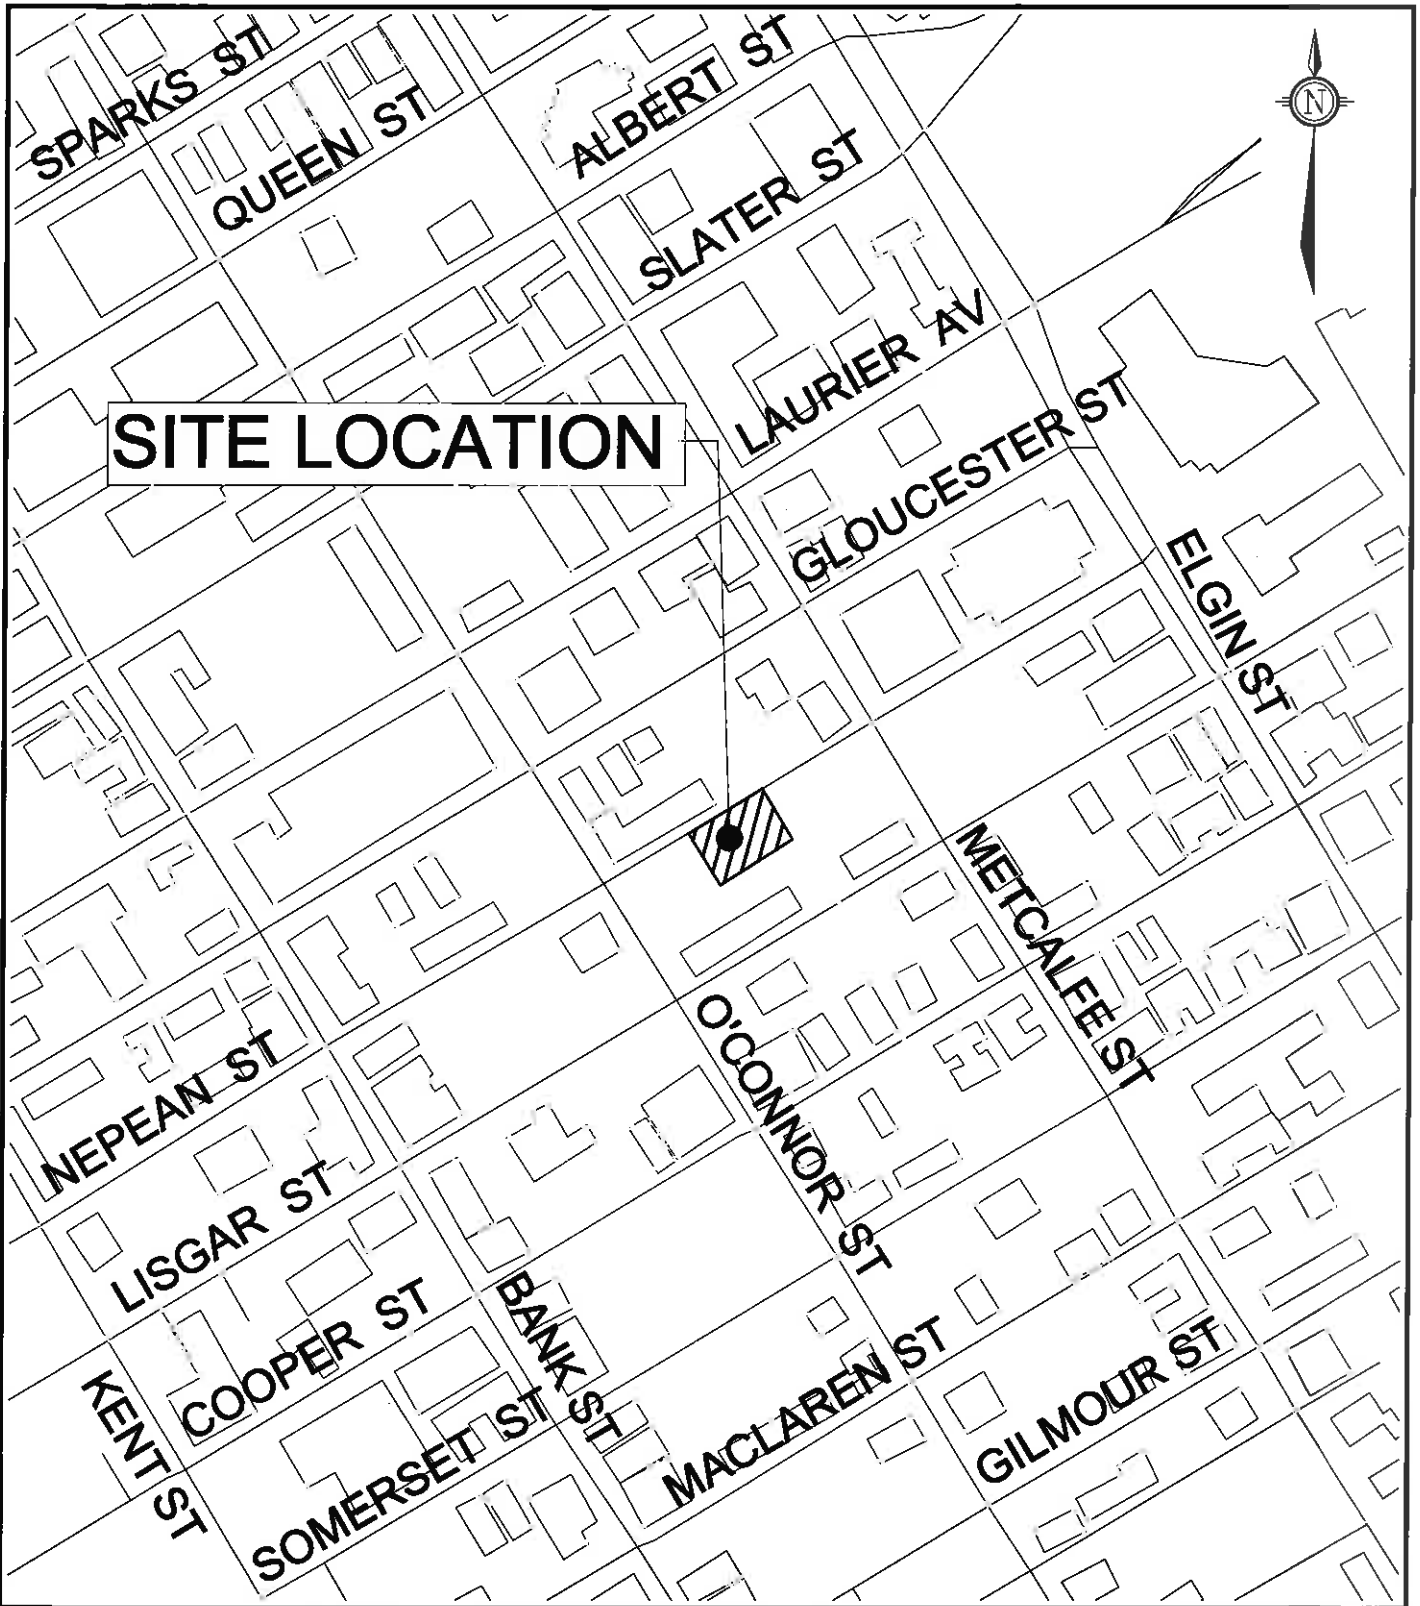 SPARKS ST
QUEEN ST
ALBERT ST
SLATER ST
N
LAURIER AV
GLOUCESTER ST
SITE LOCATION
ELGIN ST
METCALFE ST
O'CONNOR ST
NEPEAN ST
LISGAR ST
COOPER ST
BANK ST
KENT ST
SOMERSET ST
MACLAREN ST
GILMOUR ST